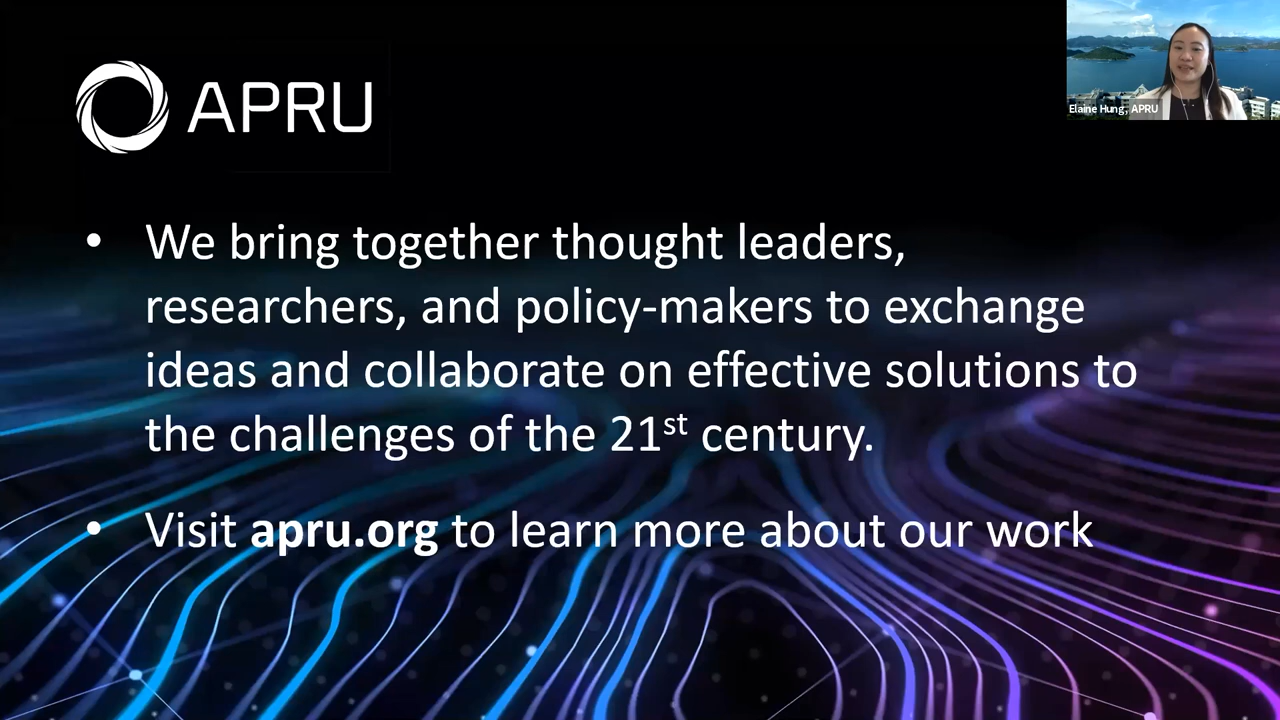 APRU
Elaine Hung, APRU
• We bring together thought leaders,
researchers, and policy-makers to exchange
ideas and collaborate on effective solutions to
the challenges of the 21st century.
• Visit apru.org to learn more about our work